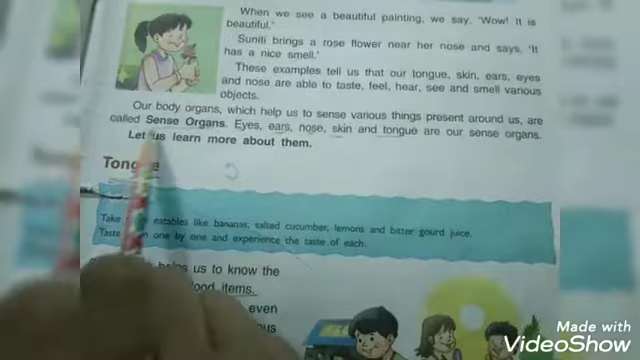 When we see a beautiful painting, we say, 'Wow! It is
beautiful.'
Suniti brings a rose flower near her nose and says, 'It
has a nice smell.'
These examples tell us that our tongue, skin, ears, eyes
and nose are able to taste, feel, hear, see and smell various
objects.
Our body organs, which help us to sense various things present around us, are
called Sense Organs. Eyes, ears, nose, skin and tongue are our sense organs.
Let us learn more about them.
Tongue
Take eatables like bananas, salted cucumber, lemons and bitter gourd juice.
Taste one by one and experience the taste of each.
helps us to know the
food items.
even
Made with
VideoShow